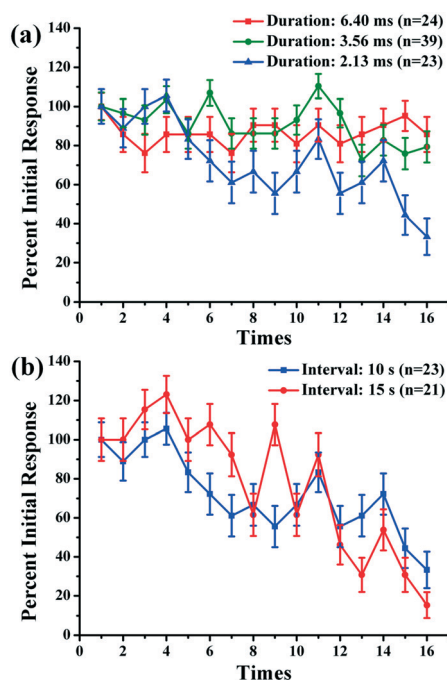 (a)
Duration: 6.40 ms (n=24)
Duration: 3.56 ms (n=39)
Duration: 2.13 ms (n=23)
Percent Initial Response
140
120
100
80
60
40
20
0
0 2 4 6 8 10 12 14 16
Times
(b)
Interval: 10 s (n=23)
Interval: 15 s (n=21)
Percent Initial Response
140
120
100
80
60
40
20
0
0 2 4 6 8 10 12 14 16
Times